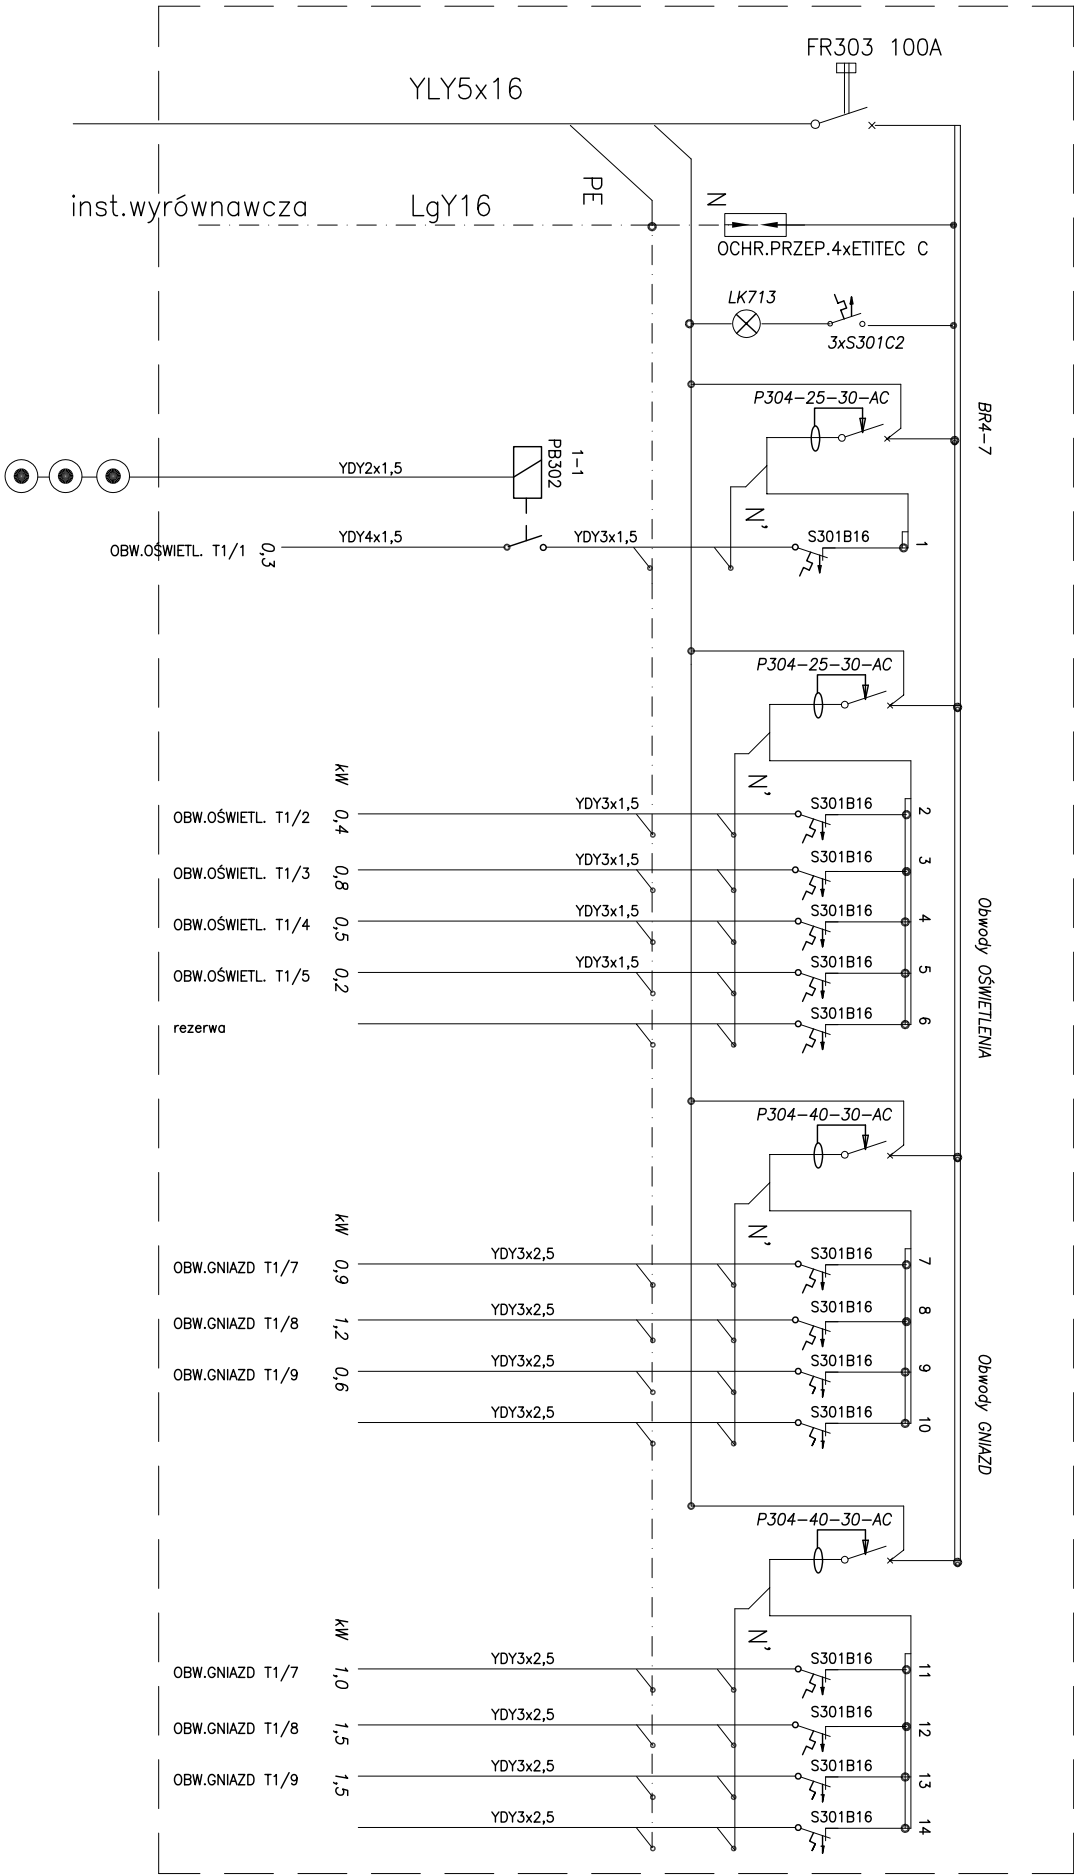 FR303 100A
YLY5x16
PE
N
inst.wyrównawcza
LgY16
OCHR.PRZEP.4xETITEC C
LK713
3xS301C2
BR4-7
P304-25-30-AC
1-1
PB302
YDY2x1,5
N'
OBW.OŚWIETL. T1/1
0,3
YDY4x1,5
YDY3x1,5
S301B16
1
P304-25-30-AC
kW
N'
OBW.OŚWIETL. T1/2
0,4
YDY3x1,5
S301B16
2
OBW.OŚWIETL. T1/3
0,8
YDY3x1,5
S301B16
3
OBW.OŚWIETL. T1/4
0,5
YDY3x1,5
S301B16
4
OBW.OŚWIETL. T1/5
0,2
YDY3x1,5
S301B16
5
rezerwa
S301B16
6
Obwody OŚWIETLENIA
P304-40-30-AC
kW
N'
OBW.GNIAZD T1/7
0,9
YDY3x2,5
S301B16
7
OBW.GNIAZD T1/8
1,2
YDY3x2,5
S301B16
8
OBW.GNIAZD T1/9
0,6
YDY3x2,5
S301B16
9
YDY3x2,5
S301B16
10
Obwody GNIAZD
P304-40-30-AC
kW
N'
OBW.GNIAZD T1/7
1,0
YDY3x2,5
S301B16
11
OBW.GNIAZD T1/8
1,5
YDY3x2,5
S301B16
12
OBW.GNIAZD T1/9
1,5
YDY3x2,5
S301B16
13
YDY3x2,5
S301B16
14